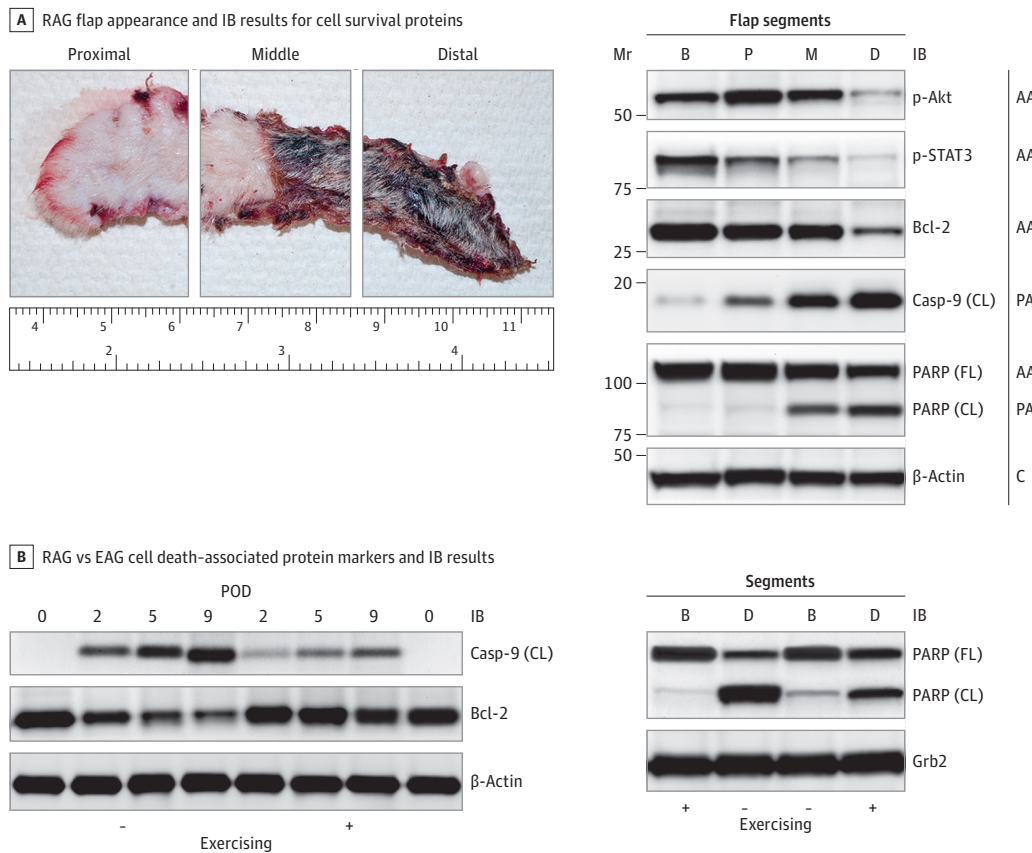 A RAG flap appearance and IB results for cell survival proteins
Proximal Middle Distal
4 5 6 7 8 9 10 11
2 3 4
Flap segments
Mr B P M D IB
p-Akt AA
50
p-STAT3 AA
75
Bcl-2 AA
25
20
Casp-9 (CL) PA
PARP (FL) AA
100
PARP (CL) PA
75
50
β-Actin C
B RAG vs EAG cell death–associated protein markers and IB results
POD
0 2 5 9 2 5 9 0 IB
Casp-9 (CL)
Bcl-2
β-Actin
- +
Exercising
Segments
B D B D IB
PARP (FL)
PARP (CL)
Grb2
+ - - +
Exercising